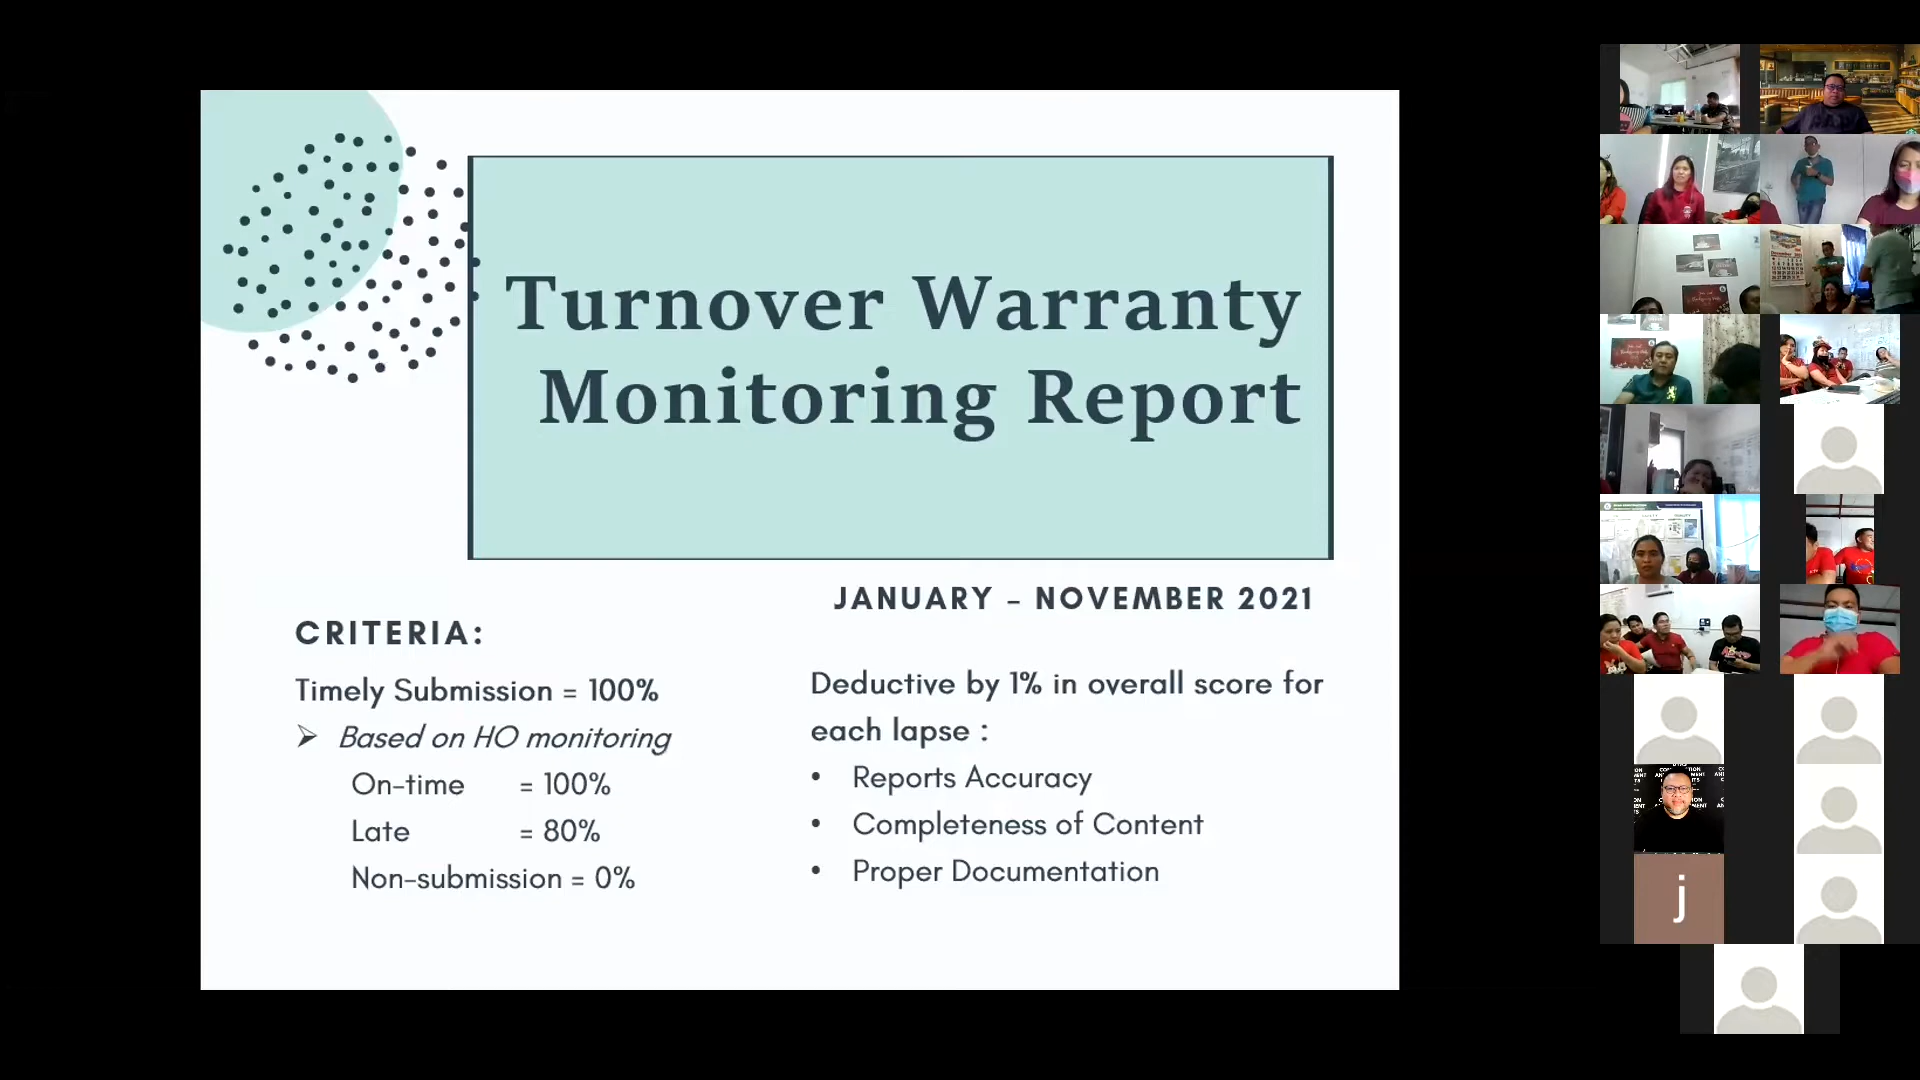 Turnover Warranty
Monitoring Report
JANUARY – NOVEMBER 2021
CRITERIA:
Timely Submission = 100%
➢ Based on HO monitoring
On-time = 100%
Late = 80%
Non-submission = 0%
Deductive by 1% in overall score for
each lapse :
• Reports Accuracy
• Completeness of Content
• Proper Documentation
j